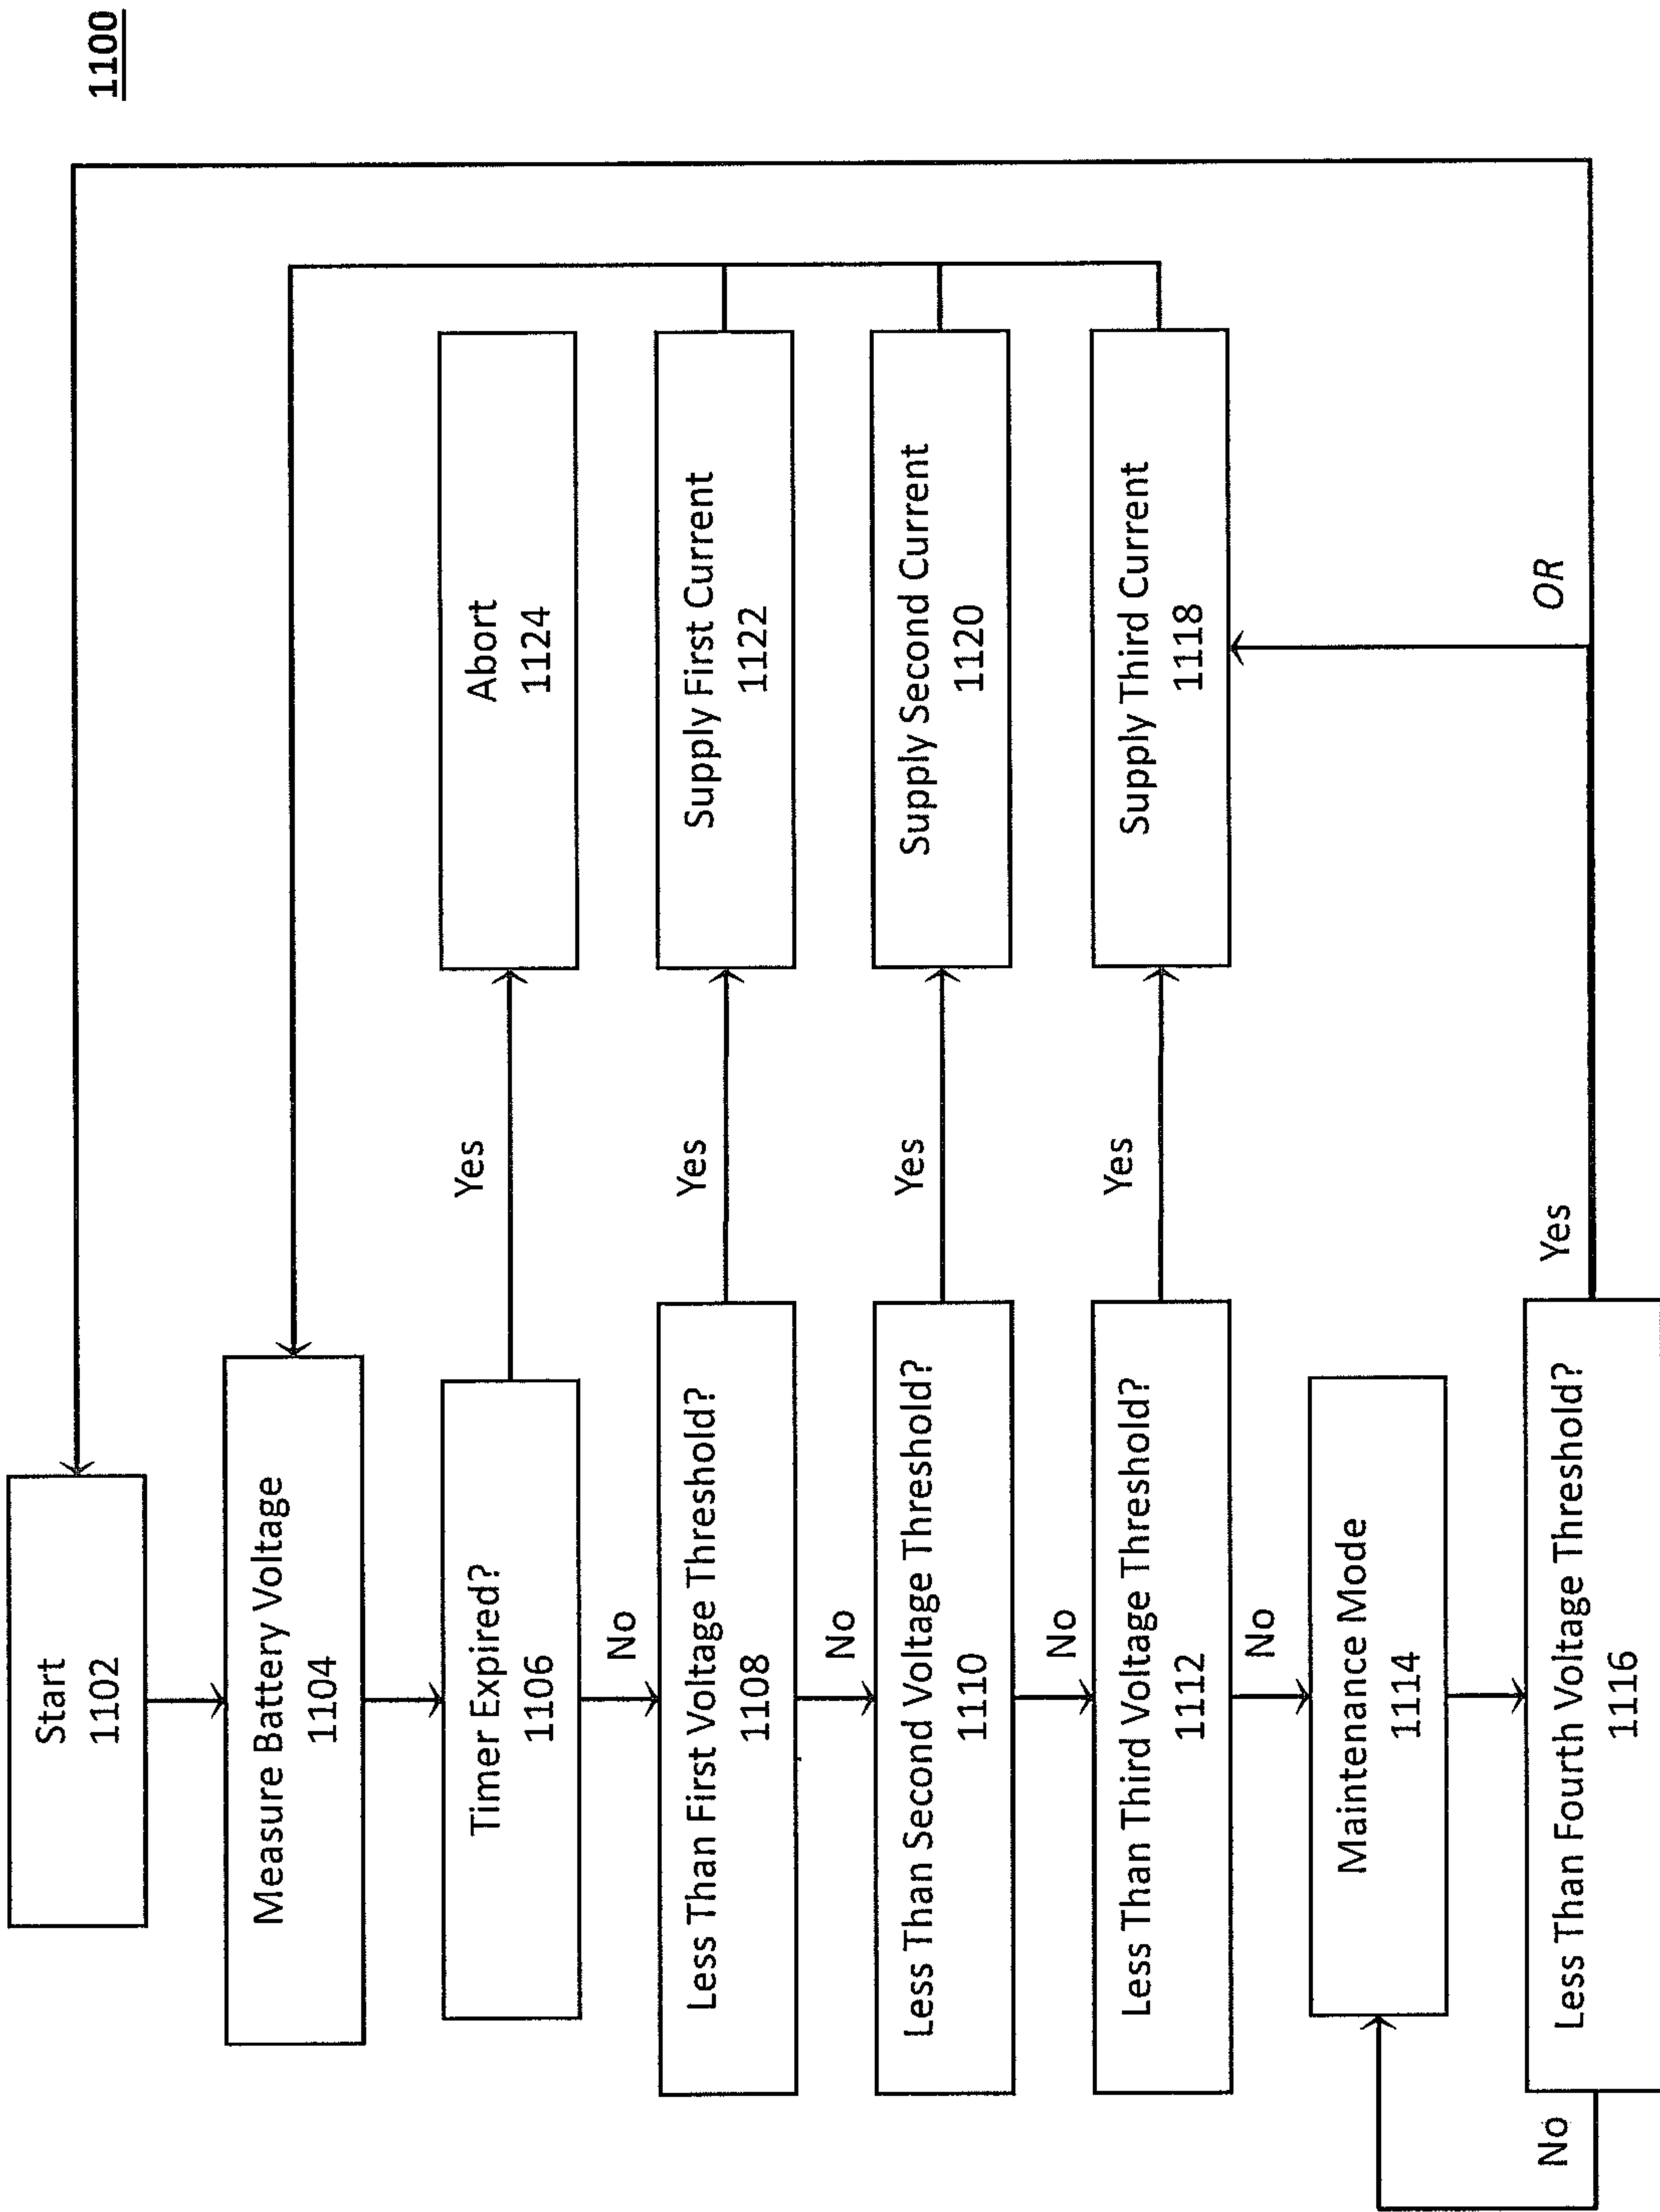 1100
Start
1102
Measure Battery Voltage
1104
Timer Expired?
1106
Yes
Abort
1124
No
Less Than First Voltage Threshold?
1108
Yes
Supply First Current
1122
No
Less Than Second Voltage Threshold?
1110
Yes
Supply Second Current
1120
No
Less Than Third Voltage Threshold?
1112
Yes
Supply Third Current
1118
No
Maintenance Mode
1114
No
Less Than Fourth Voltage Threshold?
1116
Yes
OR